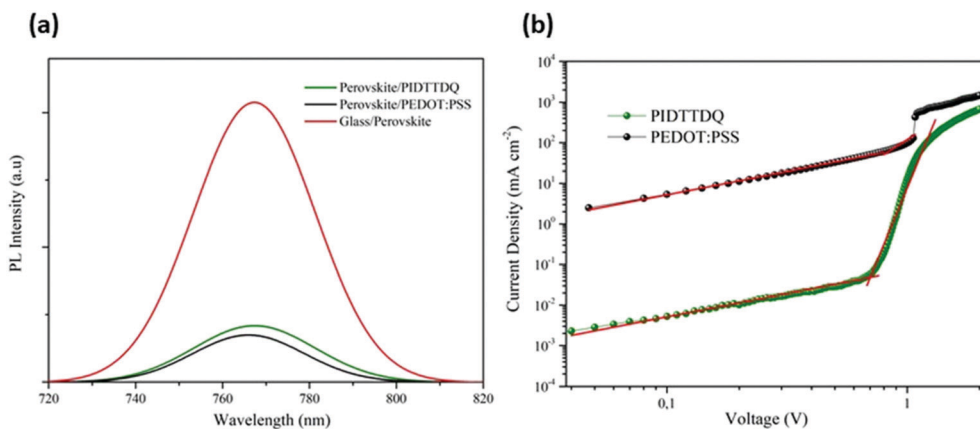 (a)
PL Intensity (a.u)
Perovskite/PIDTTDQ
Perovskite/PEDOT:PSS
Glass/Perovskite
720 740 760 780 800 820
Wavelength (nm)
(b)
Current Density (mA cm⁻²)
10⁴
10³
10²
10¹
10⁰
10⁻¹
10⁻²
10⁻³
10⁻⁴
PIDTTDQ
PEDOT:PSS
0,1 1
Voltage (V)